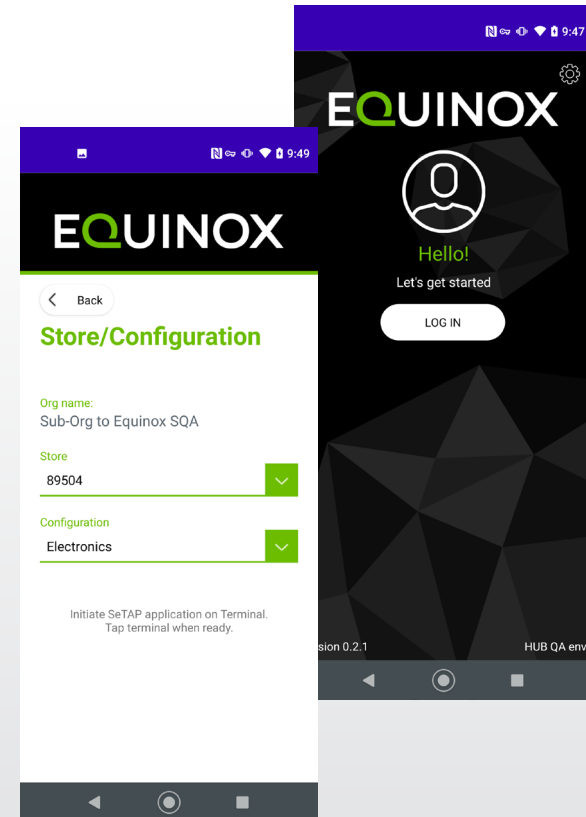 9:47
EQUINOX
Hello!
Let's get started
LOG IN
sion 0.2.1
HUB QA env
9:49
EQUINOX
Back
Store/Configuration
Org name:
Sub-Org to Equinox SQA
Store
89504
Configuration
Electronics
Initiate SeTAP application on Terminal.
Tap terminal when ready.